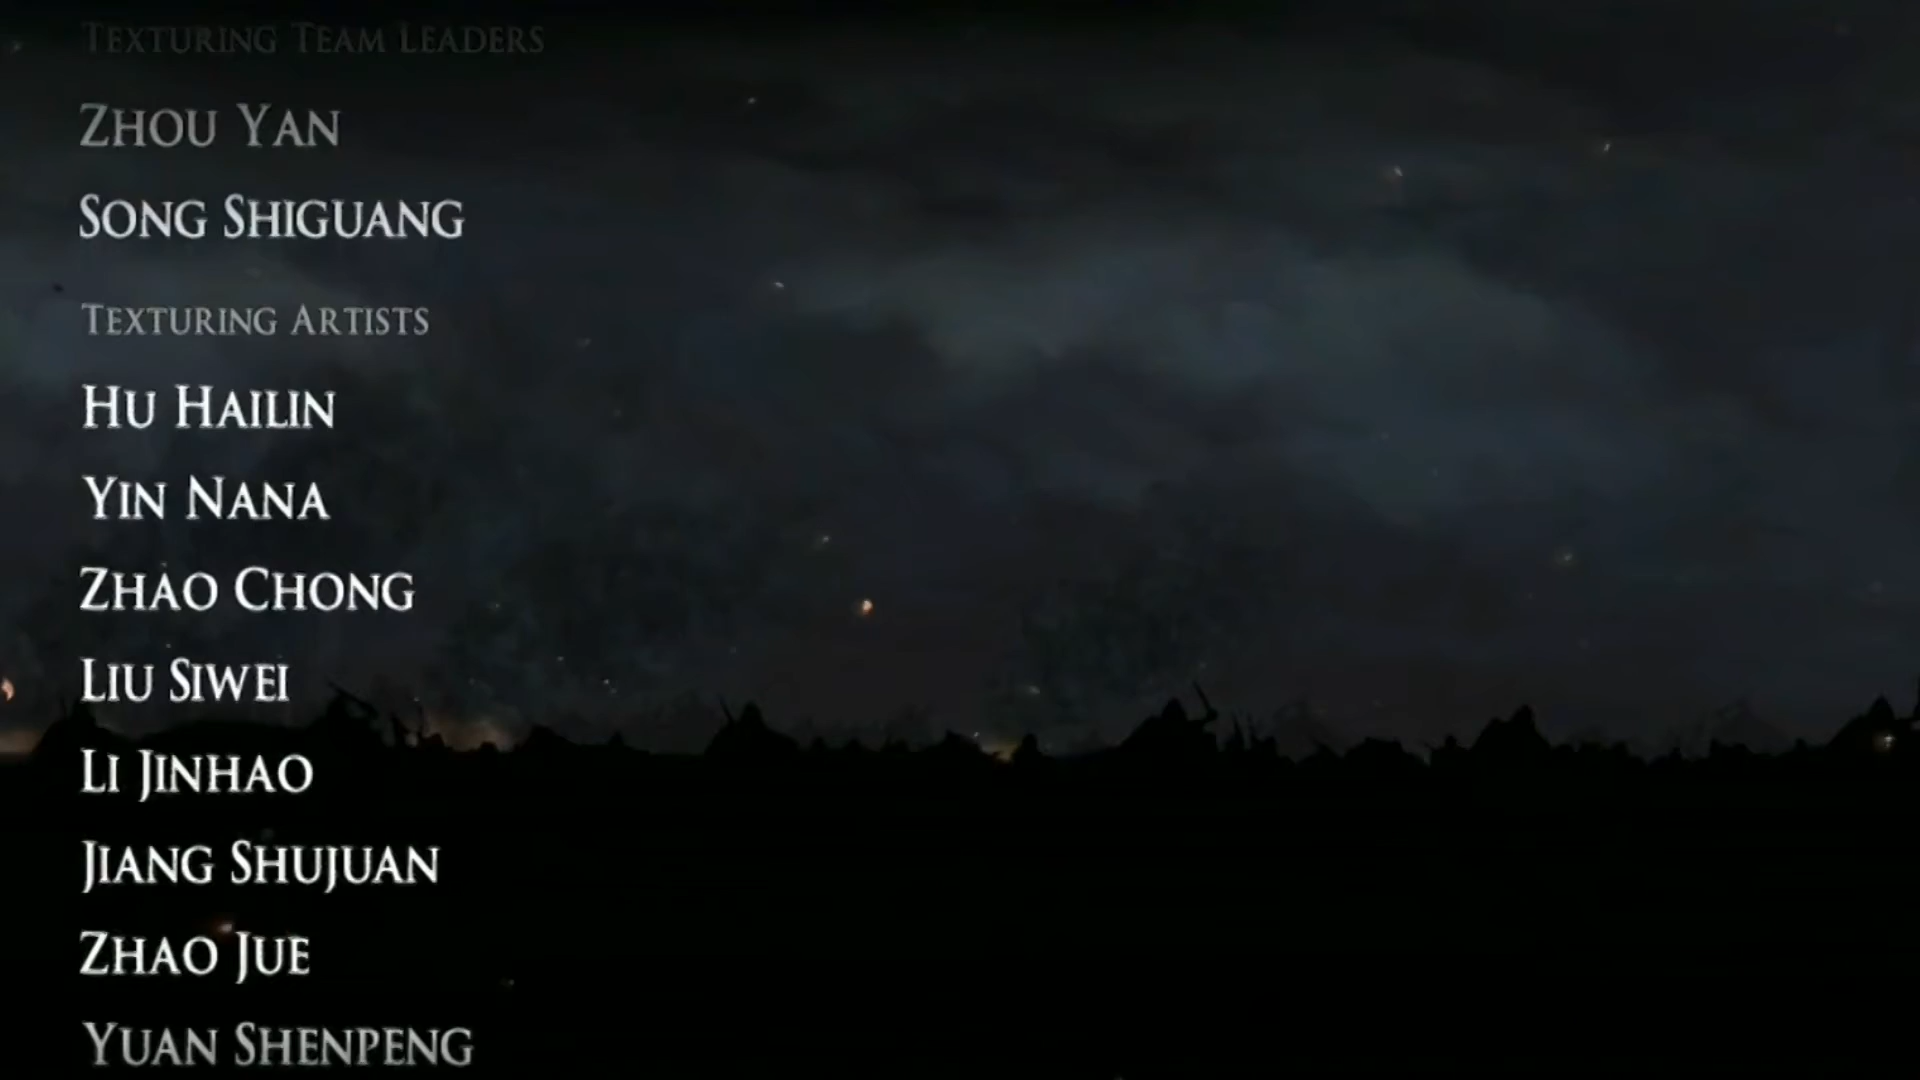 Texturing Team Leaders
Zhou Yan
Song Shiguang
Texturing Artists
Hu Hailin
Yin Nana
Zhao Chong
Liu Siwei
Li Jinhao
Jiang Shujuan
Zhao Jue
Yuan Shenpeng